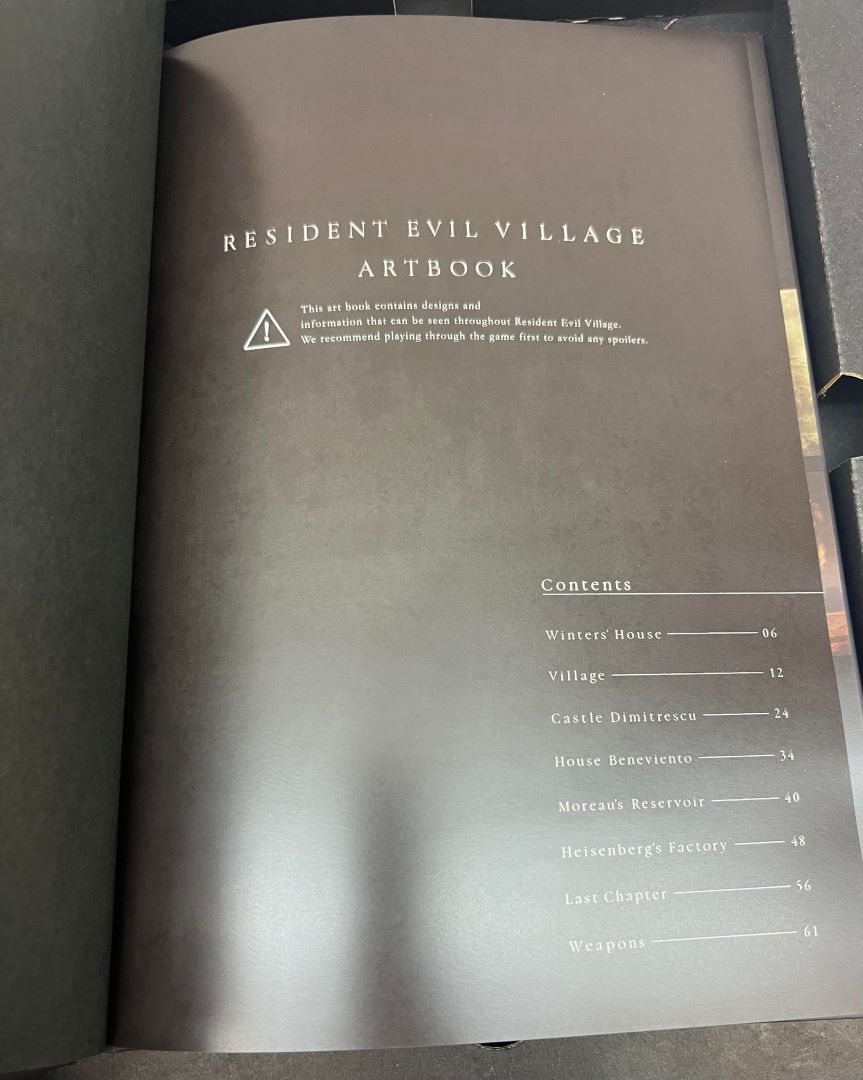 RESIDENT EVIL VILLAGE
ARTBOOK
This art book contains designs and
information that can be seen throughout Resident Evil Village.
We recommend playing through the game first to avoid any spoilers.
Contents
Winters' House 06
Village 12
Castle Dimitrescu 24
House Beneviento 34
Moreau's Reservoir 40
Heisenberg's Factory 48
Last Chapter 56
Weapons 61